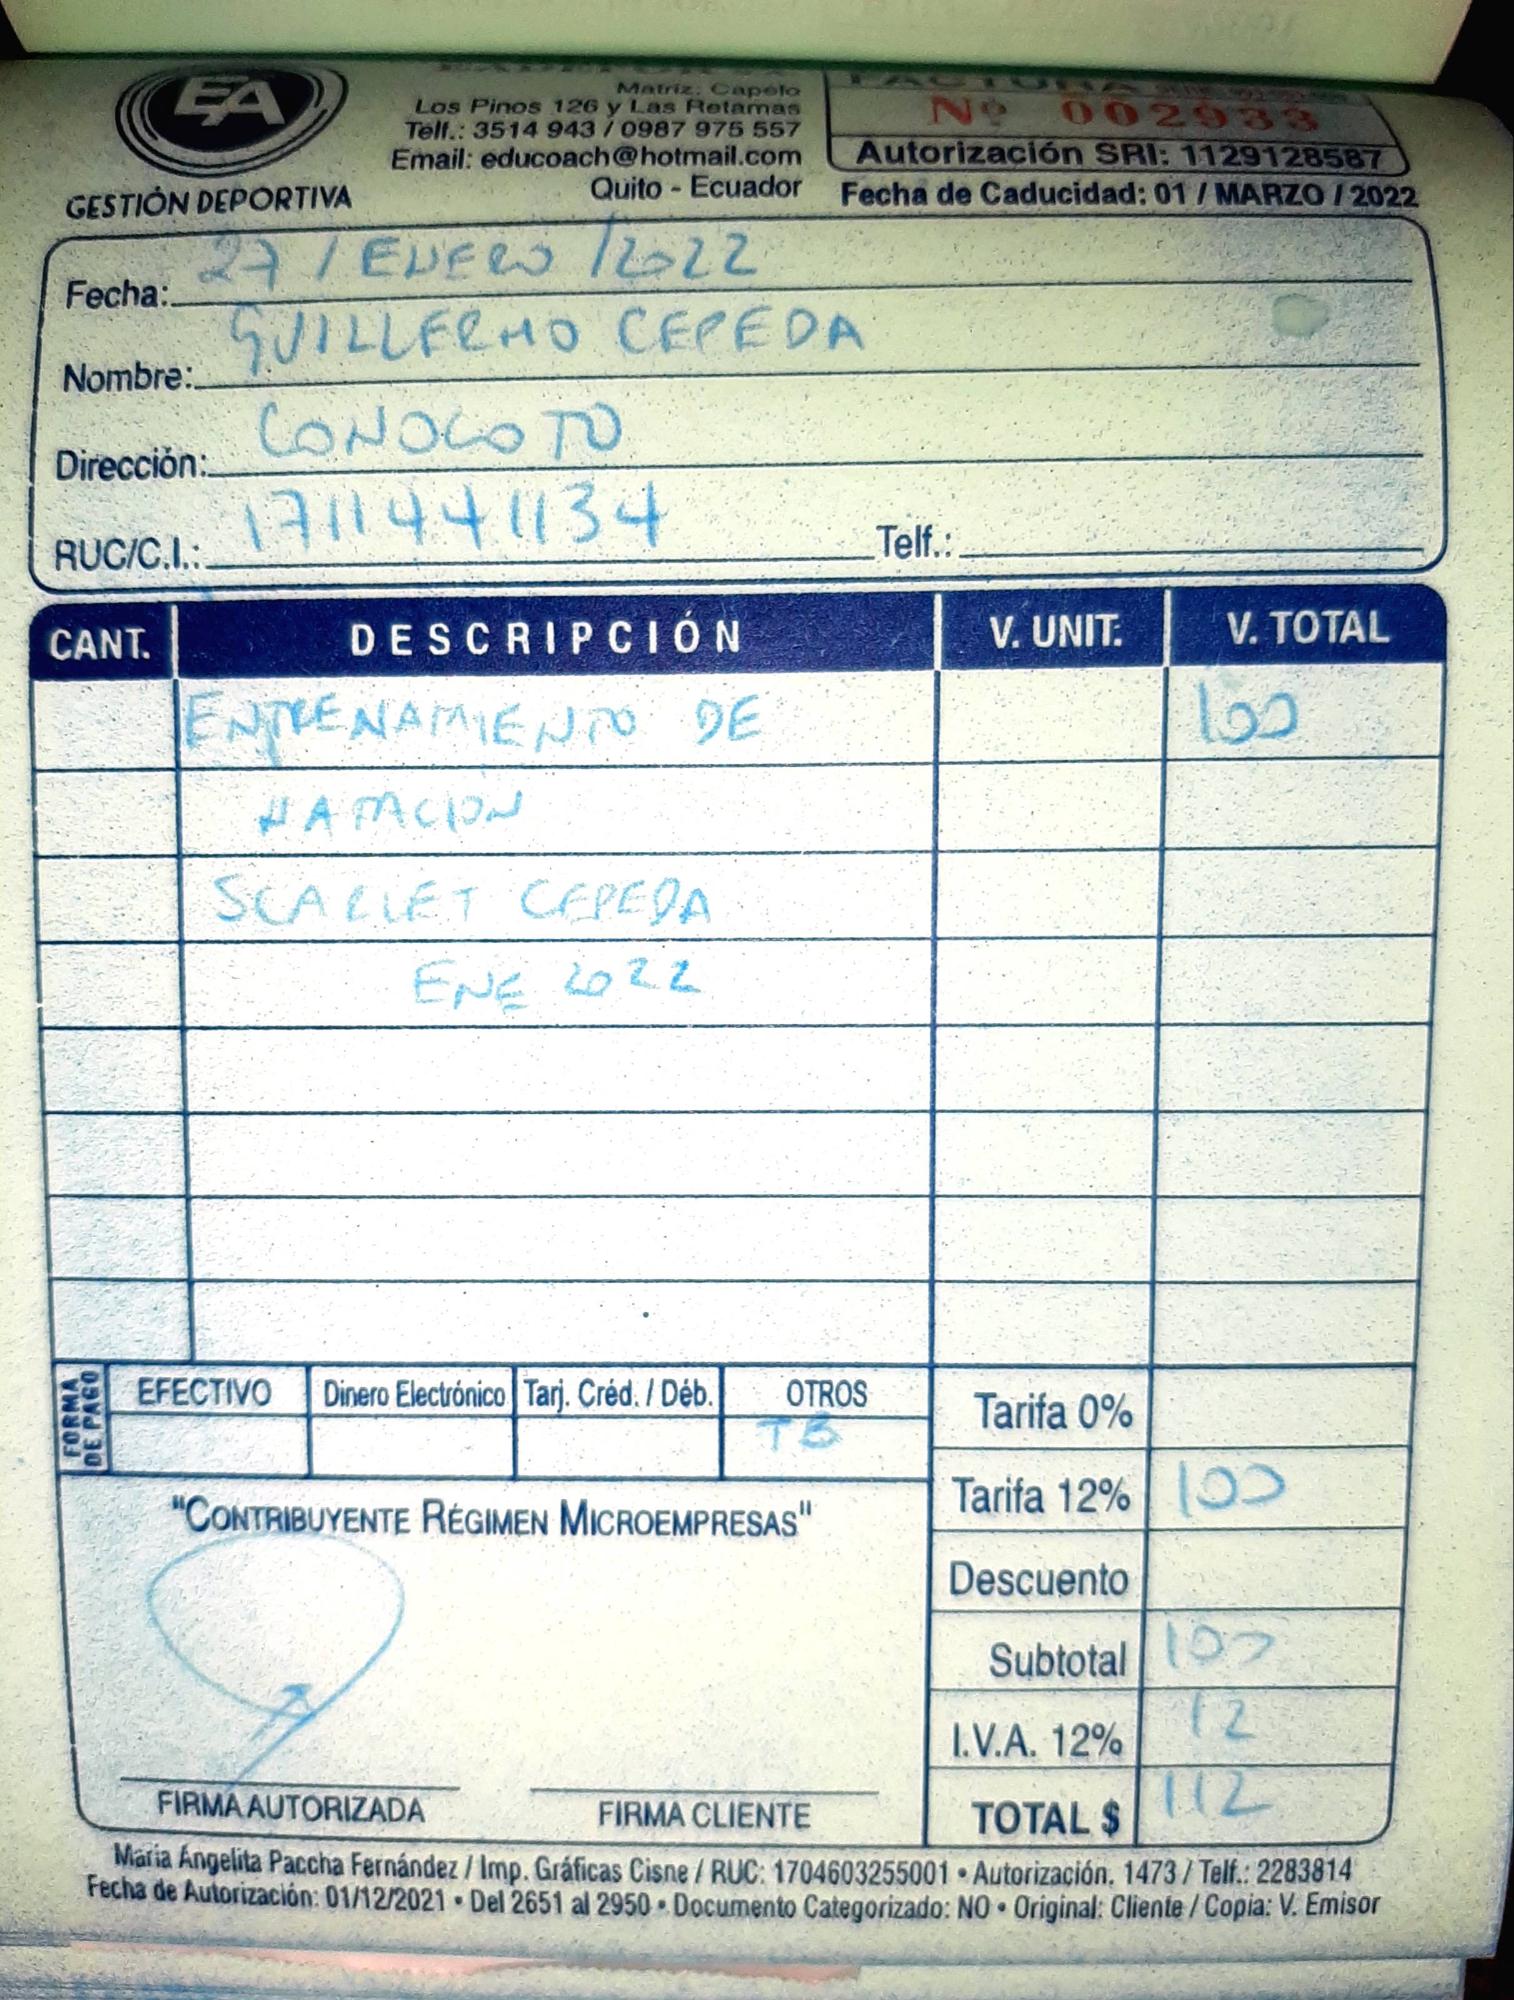 EA
GESTIÓN DEPORTIVA
Matriz: Capelo
Los Pinos 126 y Las Retamas
Telf.: 3514 943 / 0987 975 557
Email: educoach@hotmail.com
Quito - Ecuador
FACTURA
Nº 002933
Autorización SRI: 1129128587
Fecha de Caducidad: 01 / MARZO / 2022
Fecha: 27 / ENERO / 2022
Nombre: GUILLERMO CEPEDA
Dirección: CONOCOTO
RUC/C.I.: 1711441134 Telf.:
CANT. DESCRIPCIÓN V. UNIT. V. TOTAL
ENTRENAMIENTO DE 100
NATACION
SCARLET CEPEDA
ENE 2022
FORMA DE PAGO
EFECTIVO Dinero Electrónico Tarj. Créd. / Déb. OTROS
TB
Tarifa 0%
Tarifa 12% 100
Descuento
Subtotal 100
I.V.A. 12% 12
TOTAL $ 112
"CONTRIBUYENTE RÉGIMEN MICROEMPRESAS"
FIRMA AUTORIZADA FIRMA CLIENTE
María Angelita Paccha Fernández / Imp. Gráficas Cisne / RUC: 1704603255001 • Autorización. 1473 / Telf.: 2283814
Fecha de Autorización: 01/12/2021 • Del 2651 al 2950 • Documento Categorizado: NO • Original: Cliente / Copia: V. Emisor